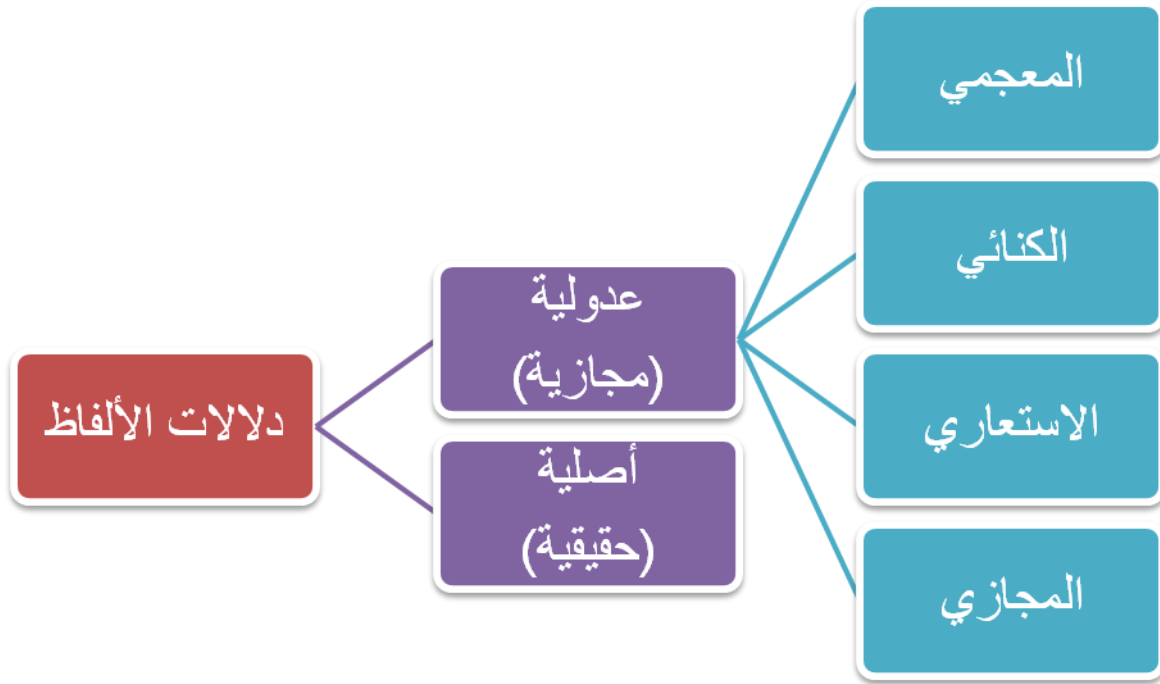 دلالات الألفاظ
عدولية
(مجازية)
أصلية
(حقيقية)
المعجمي
الكنائي
الاستعاري
المجازي